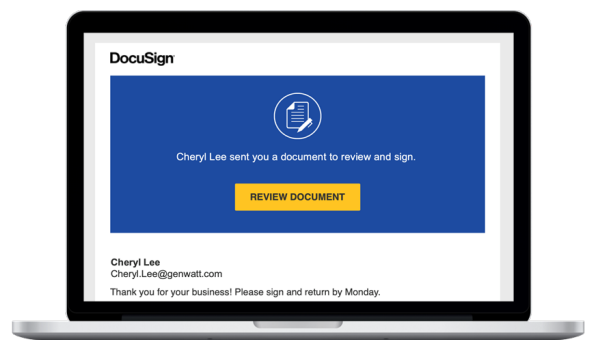 DocuSign
Cheryl Lee sent you a document to review and sign.
REVIEW DOCUMENT
Cheryl Lee
Cheryl.Lee@genwatt.com
Thank you for your business! Please sign and return by Monday.